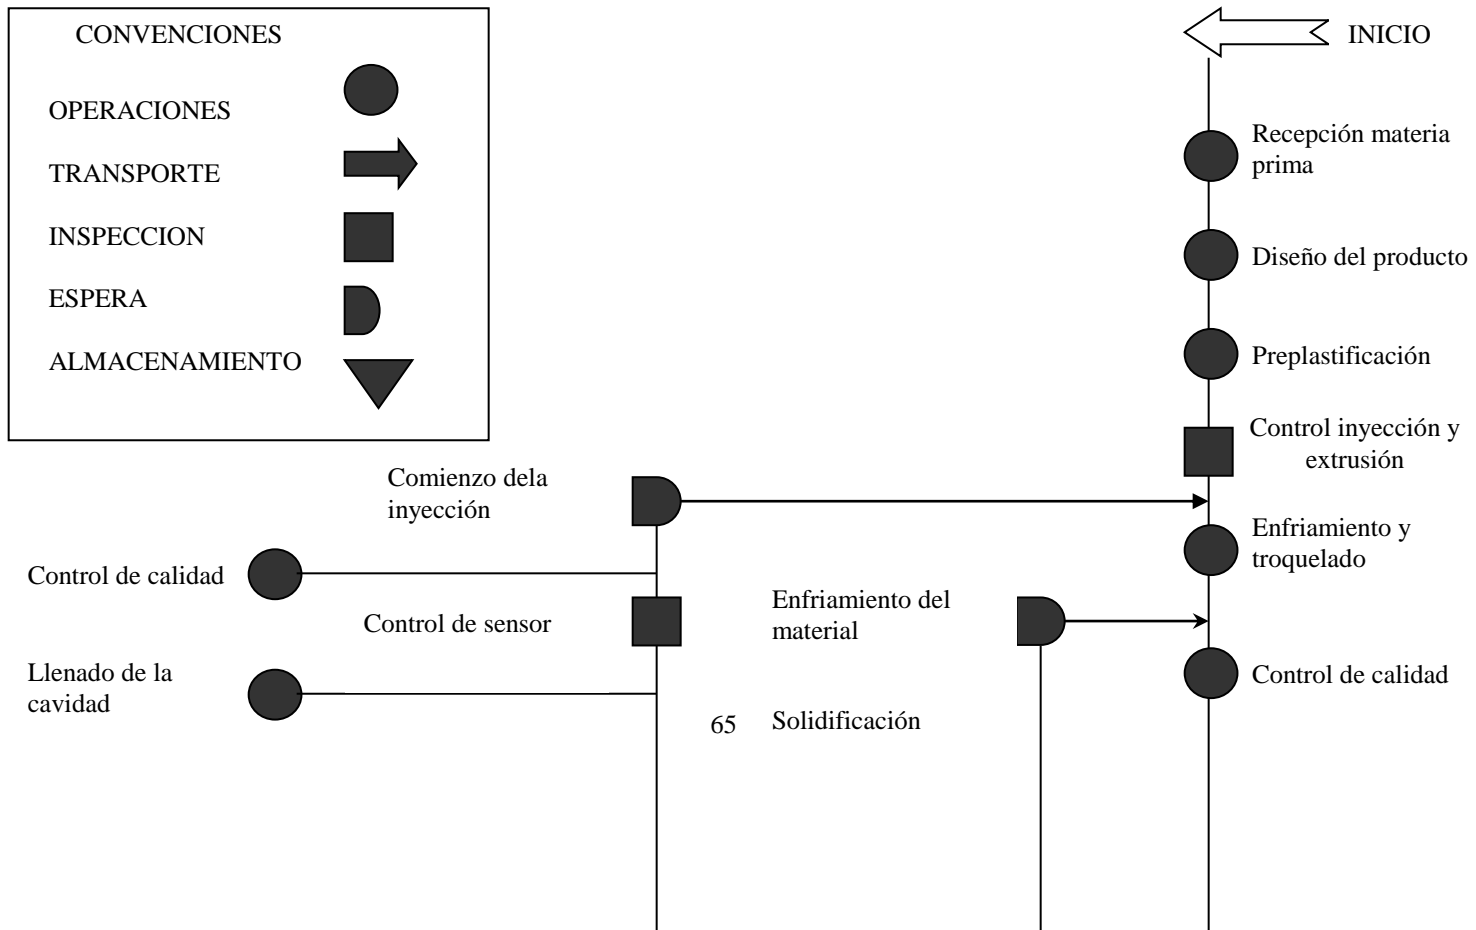 CONVENCIONES
OPERACIONES
TRANSPORTE
INSPECCION
ESPERA
ALMACENAMIENTO
INICIO
Recepción materia
prima
Diseño del producto
Preplastificación
Control inyección y
extrusión
Comienzo dela
inyección
Enfriamiento y
troquelado
Control de calidad
Control de sensor
Enfriamiento del
material
Llenado de la
cavidad
Control de calidad
65
Solidificación